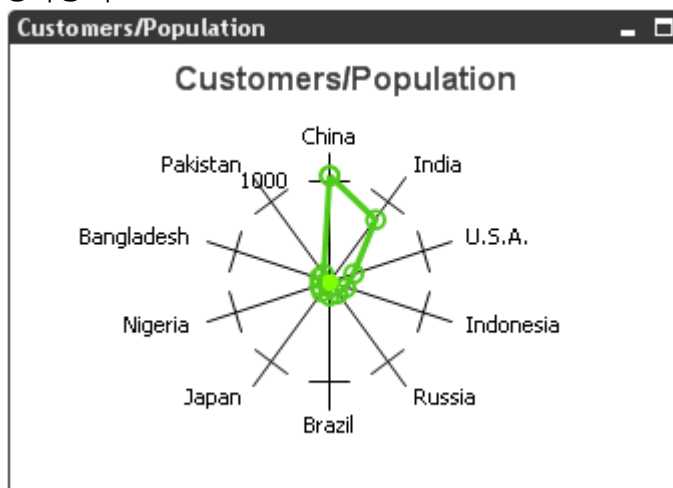 Customers/Population
Customers/Population
China
Pakistan
1000
India
Bangladesh
U.S.A.
Nigeria
Indonesia
Japan
Russia
Brazil